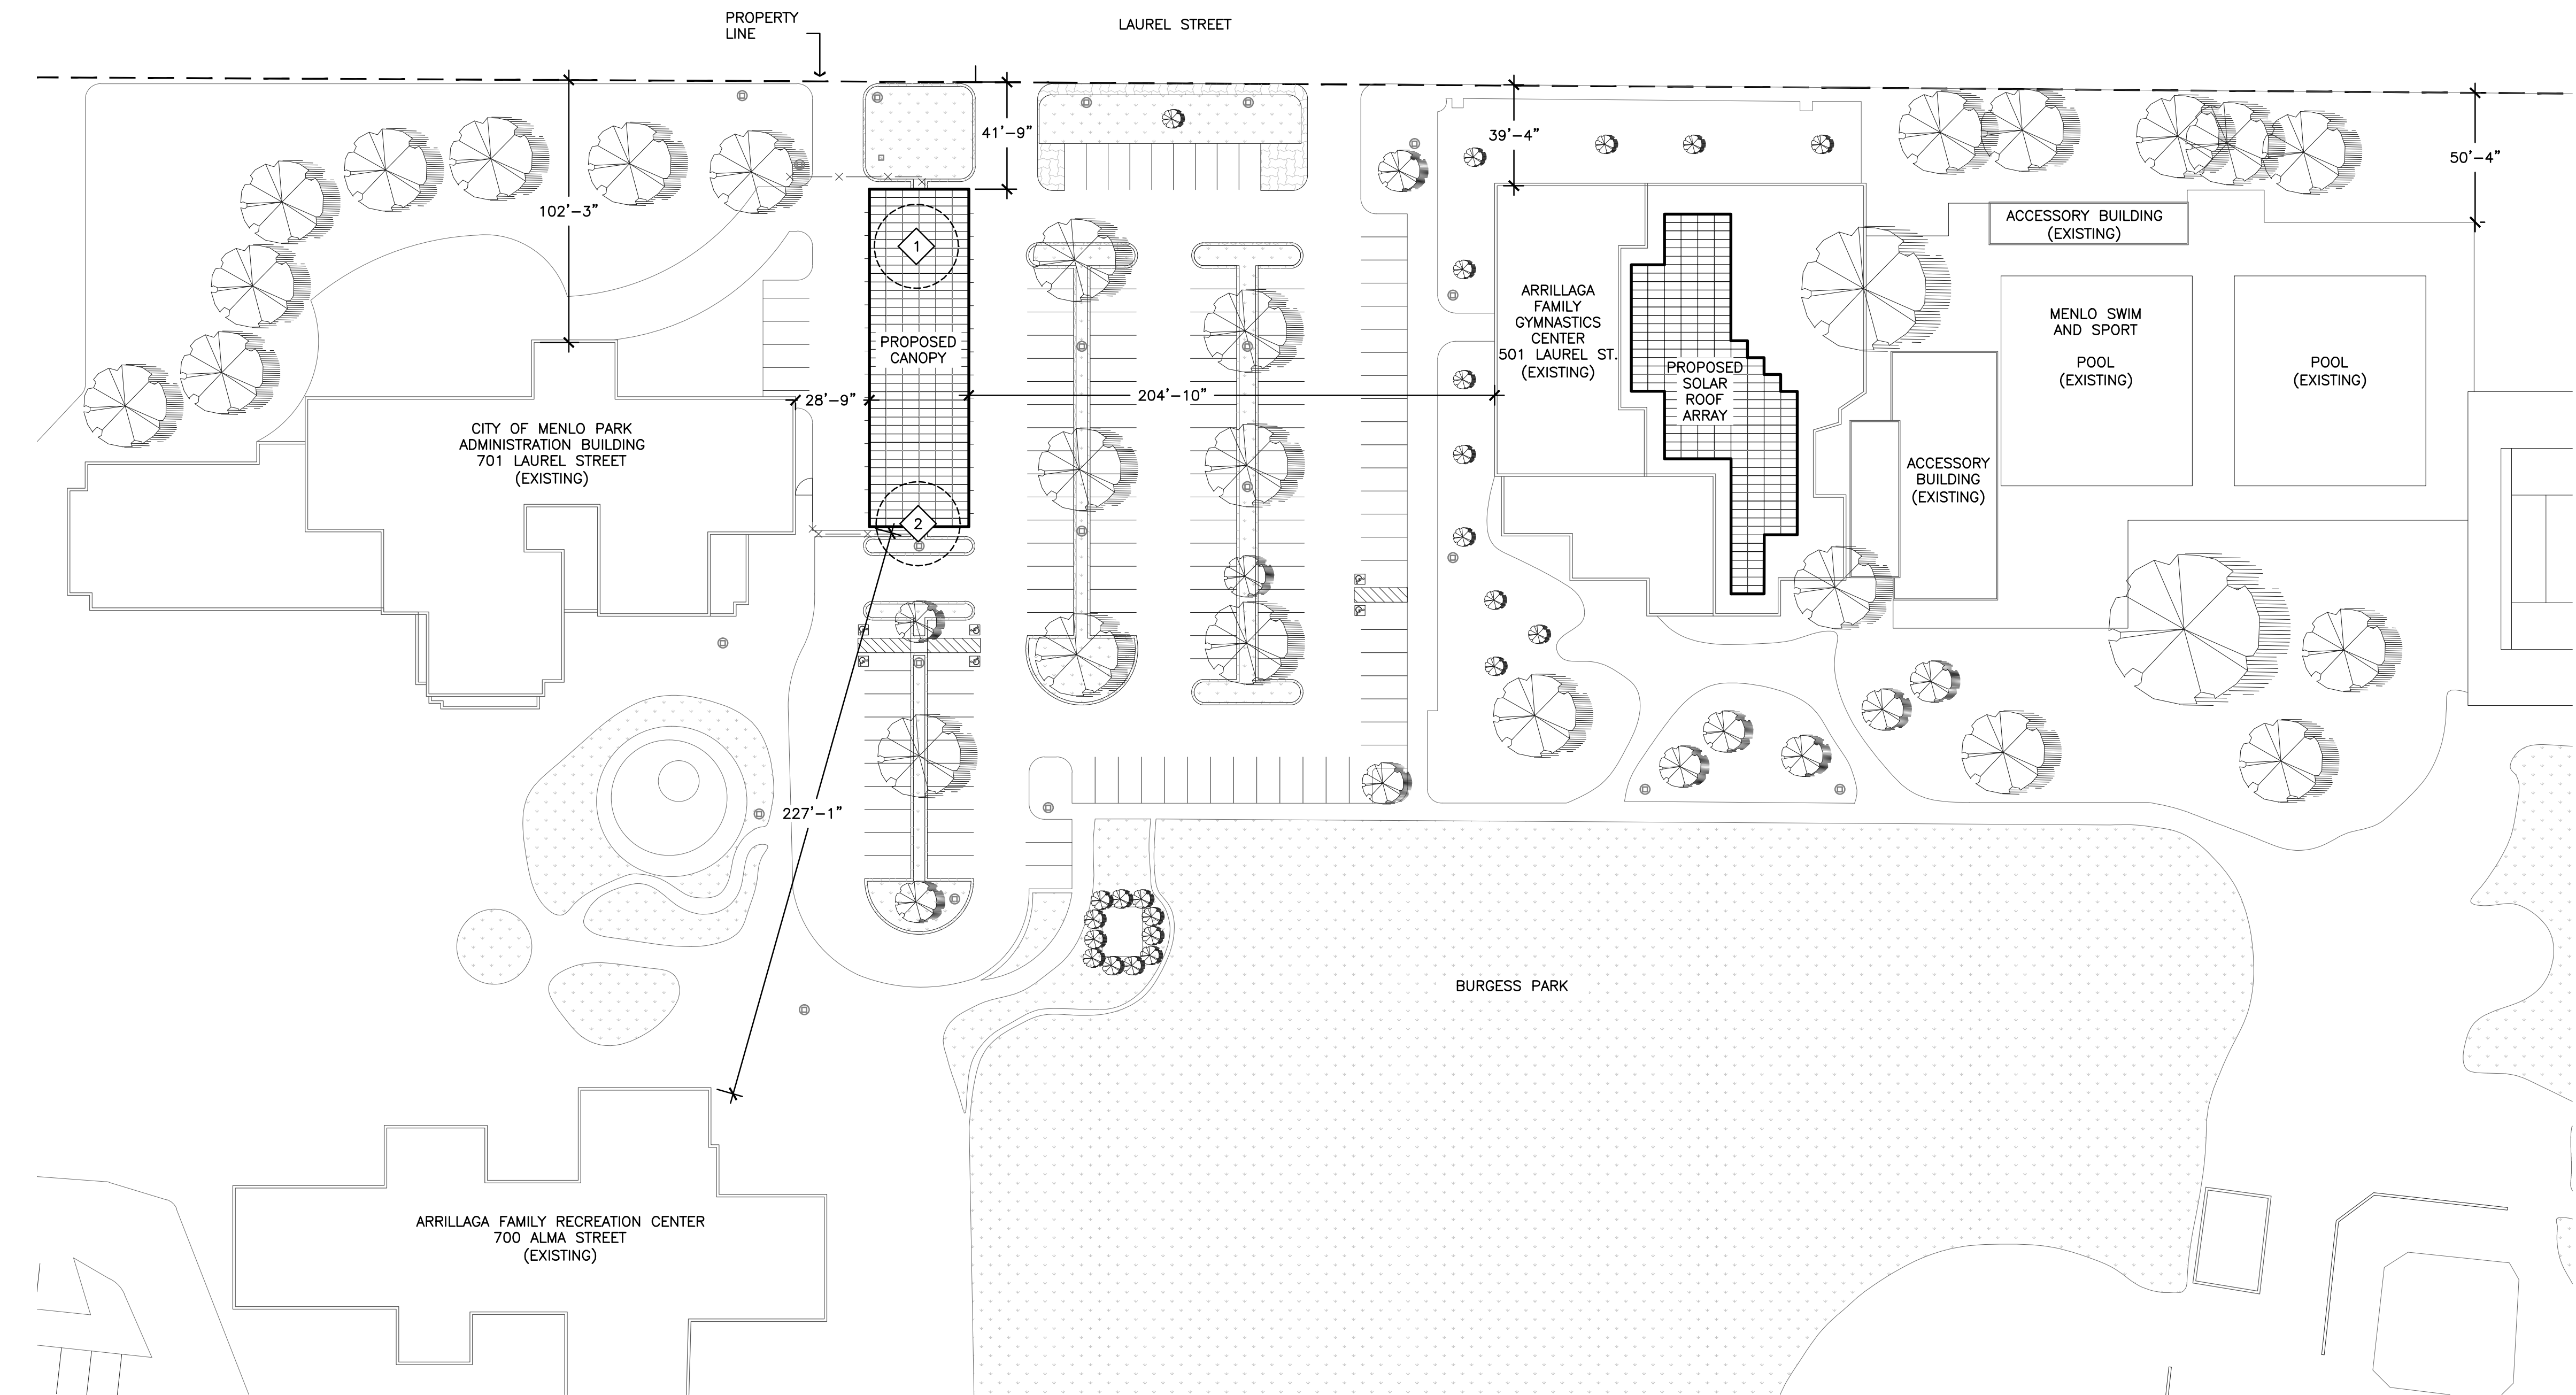 PROPERTY
LINE
LAUREL STREET
41'-9"
39'-4"
50'-4"
102'-3"
ACCESSORY BUILDING
(EXISTING)
1
PROPOSED
CANOPY
ARRILLAGA
FAMILY
GYMNASTICS
CENTER
501 LAUREL ST.
(EXISTING)
PROPOSED
SOLAR
ROOF
ARRAY
MENLO SWIM
AND SPORT
POOL
(EXISTING)
POOL
(EXISTING)
28'-9"
204'-10"
CITY OF MENLO PARK
ADMINISTRATION BUILDING
701 LAUREL STREET
(EXISTING)
ACCESSORY
BUILDING
(EXISTING)
2
227'-1"
BURGESS PARK
ARRILLAGA FAMILY RECREATION CENTER
700 ALMA STREET
(EXISTING)